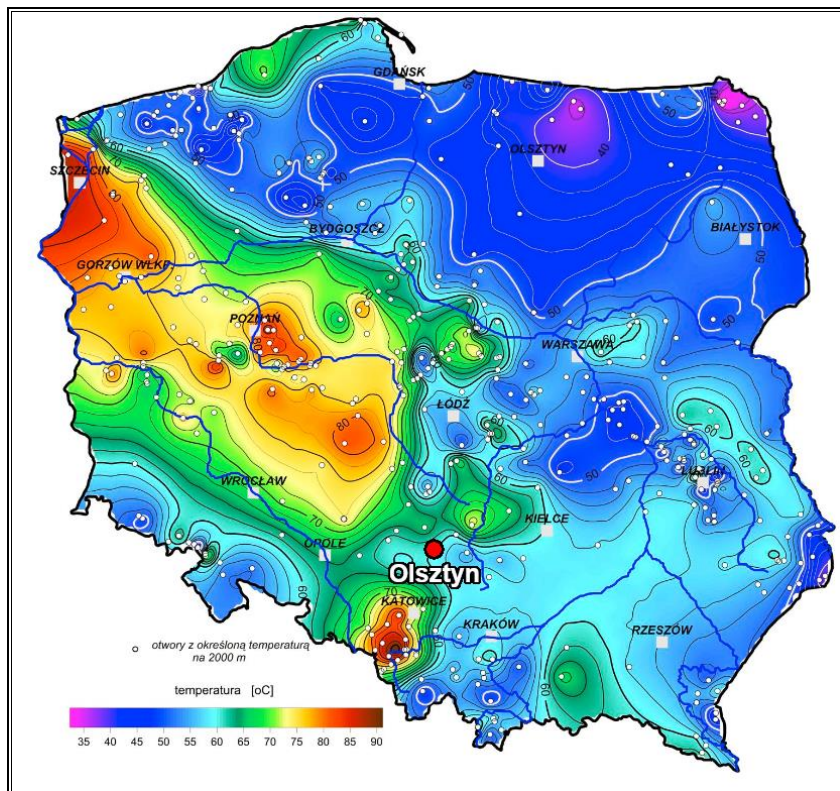 GDAŃSK
OLSZTYN
SZCZECIN
BIAŁYSTOK
BYDGOSZCZ
GORZÓW WLKP
POZNAŃ
WARSZAWA
ŁÓDŹ
LUBLIN
WROCŁAW
KIELCE
OPOLE
Olsztyn
KATOWICE
KRAKÓW
RZESZÓW
otwory z określoną temperaturą
na 2000 m
temperatura [oC]
35 40 45 50 55 60 65 70 75 80 85 90